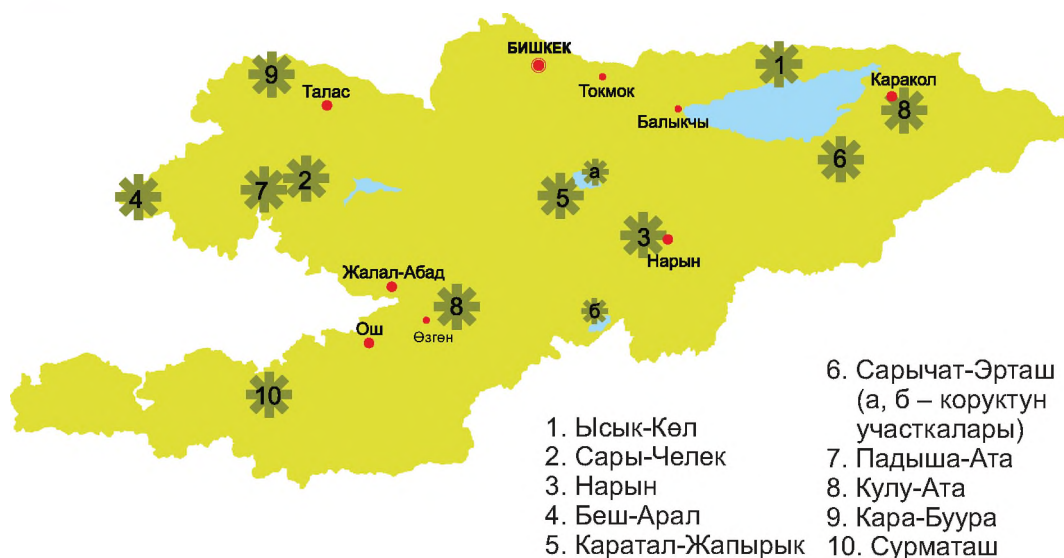 БИШКЕК
1
9
Токмок
Каракол
Талас
Балыкчы
8
6
2
а
7
5
4
3
Нарын
Жалал-Абад
8
б
Өзгөн
Ош
10
1. Ысык-Көл
2. Сары-Челек
3. Нарын
4. Беш-Арал
5. Каратал-Жапырык
6. Сарычат-Эрташ
(а, б – коруктун
участкалары)
7. Падыша-Ата
8. Кулу-Ата
9. Кара-Буура
10. Сурматаш